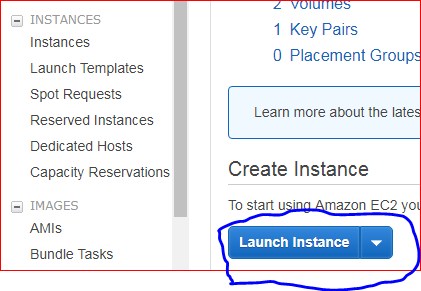 INSTANCES
Instances
Launch Templates
Spot Requests
Reserved Instances
Dedicated Hosts
Capacity Reservations
IMAGES
AMIs
Bundle Tasks
2 Volumes
1 Key Pairs
0 Placement Groups
Learn more about the lates
Create Instance
To start using Amazon EC2 you
Launch Instance